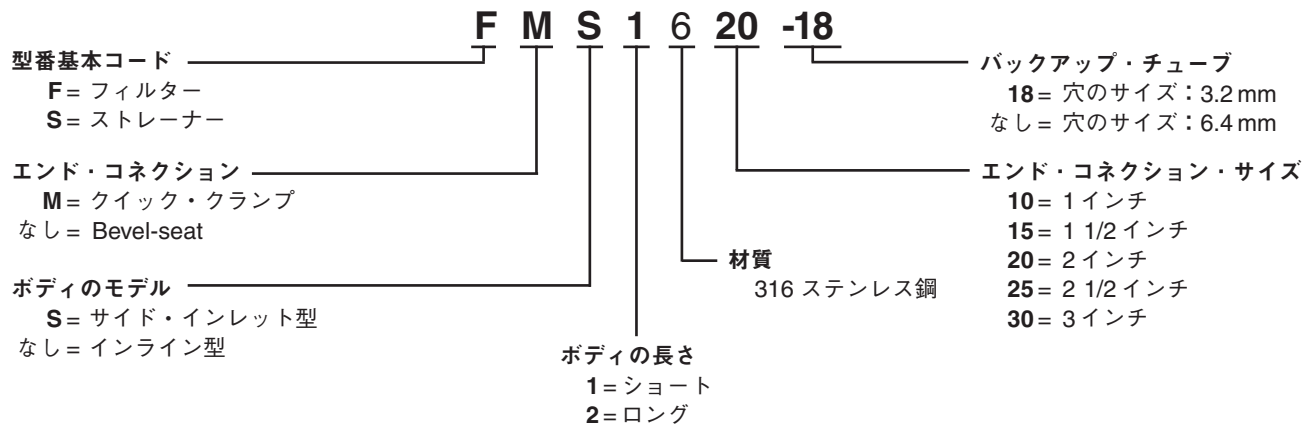 F M S 1 6 20 -18
型番基本コード
F = フィルター
S = ストレーナー
エンド・コネクション
M = クイック・クランプ
なし = Bevel-seat
ボディのモデル
S = サイド・インレット型
なし = インライン型
ボディの長さ
1 = ショート
2 = ロング
材質
316 ステンレス鋼
バックアップ・チューブ
18 = 穴のサイズ：3.2 mm
なし = 穴のサイズ：6.4 mm
エンド・コネクション・サイズ
10 = 1 インチ
15 = 1 1/2 インチ
20 = 2 インチ
25 = 2 1/2 インチ
30 = 3 インチ